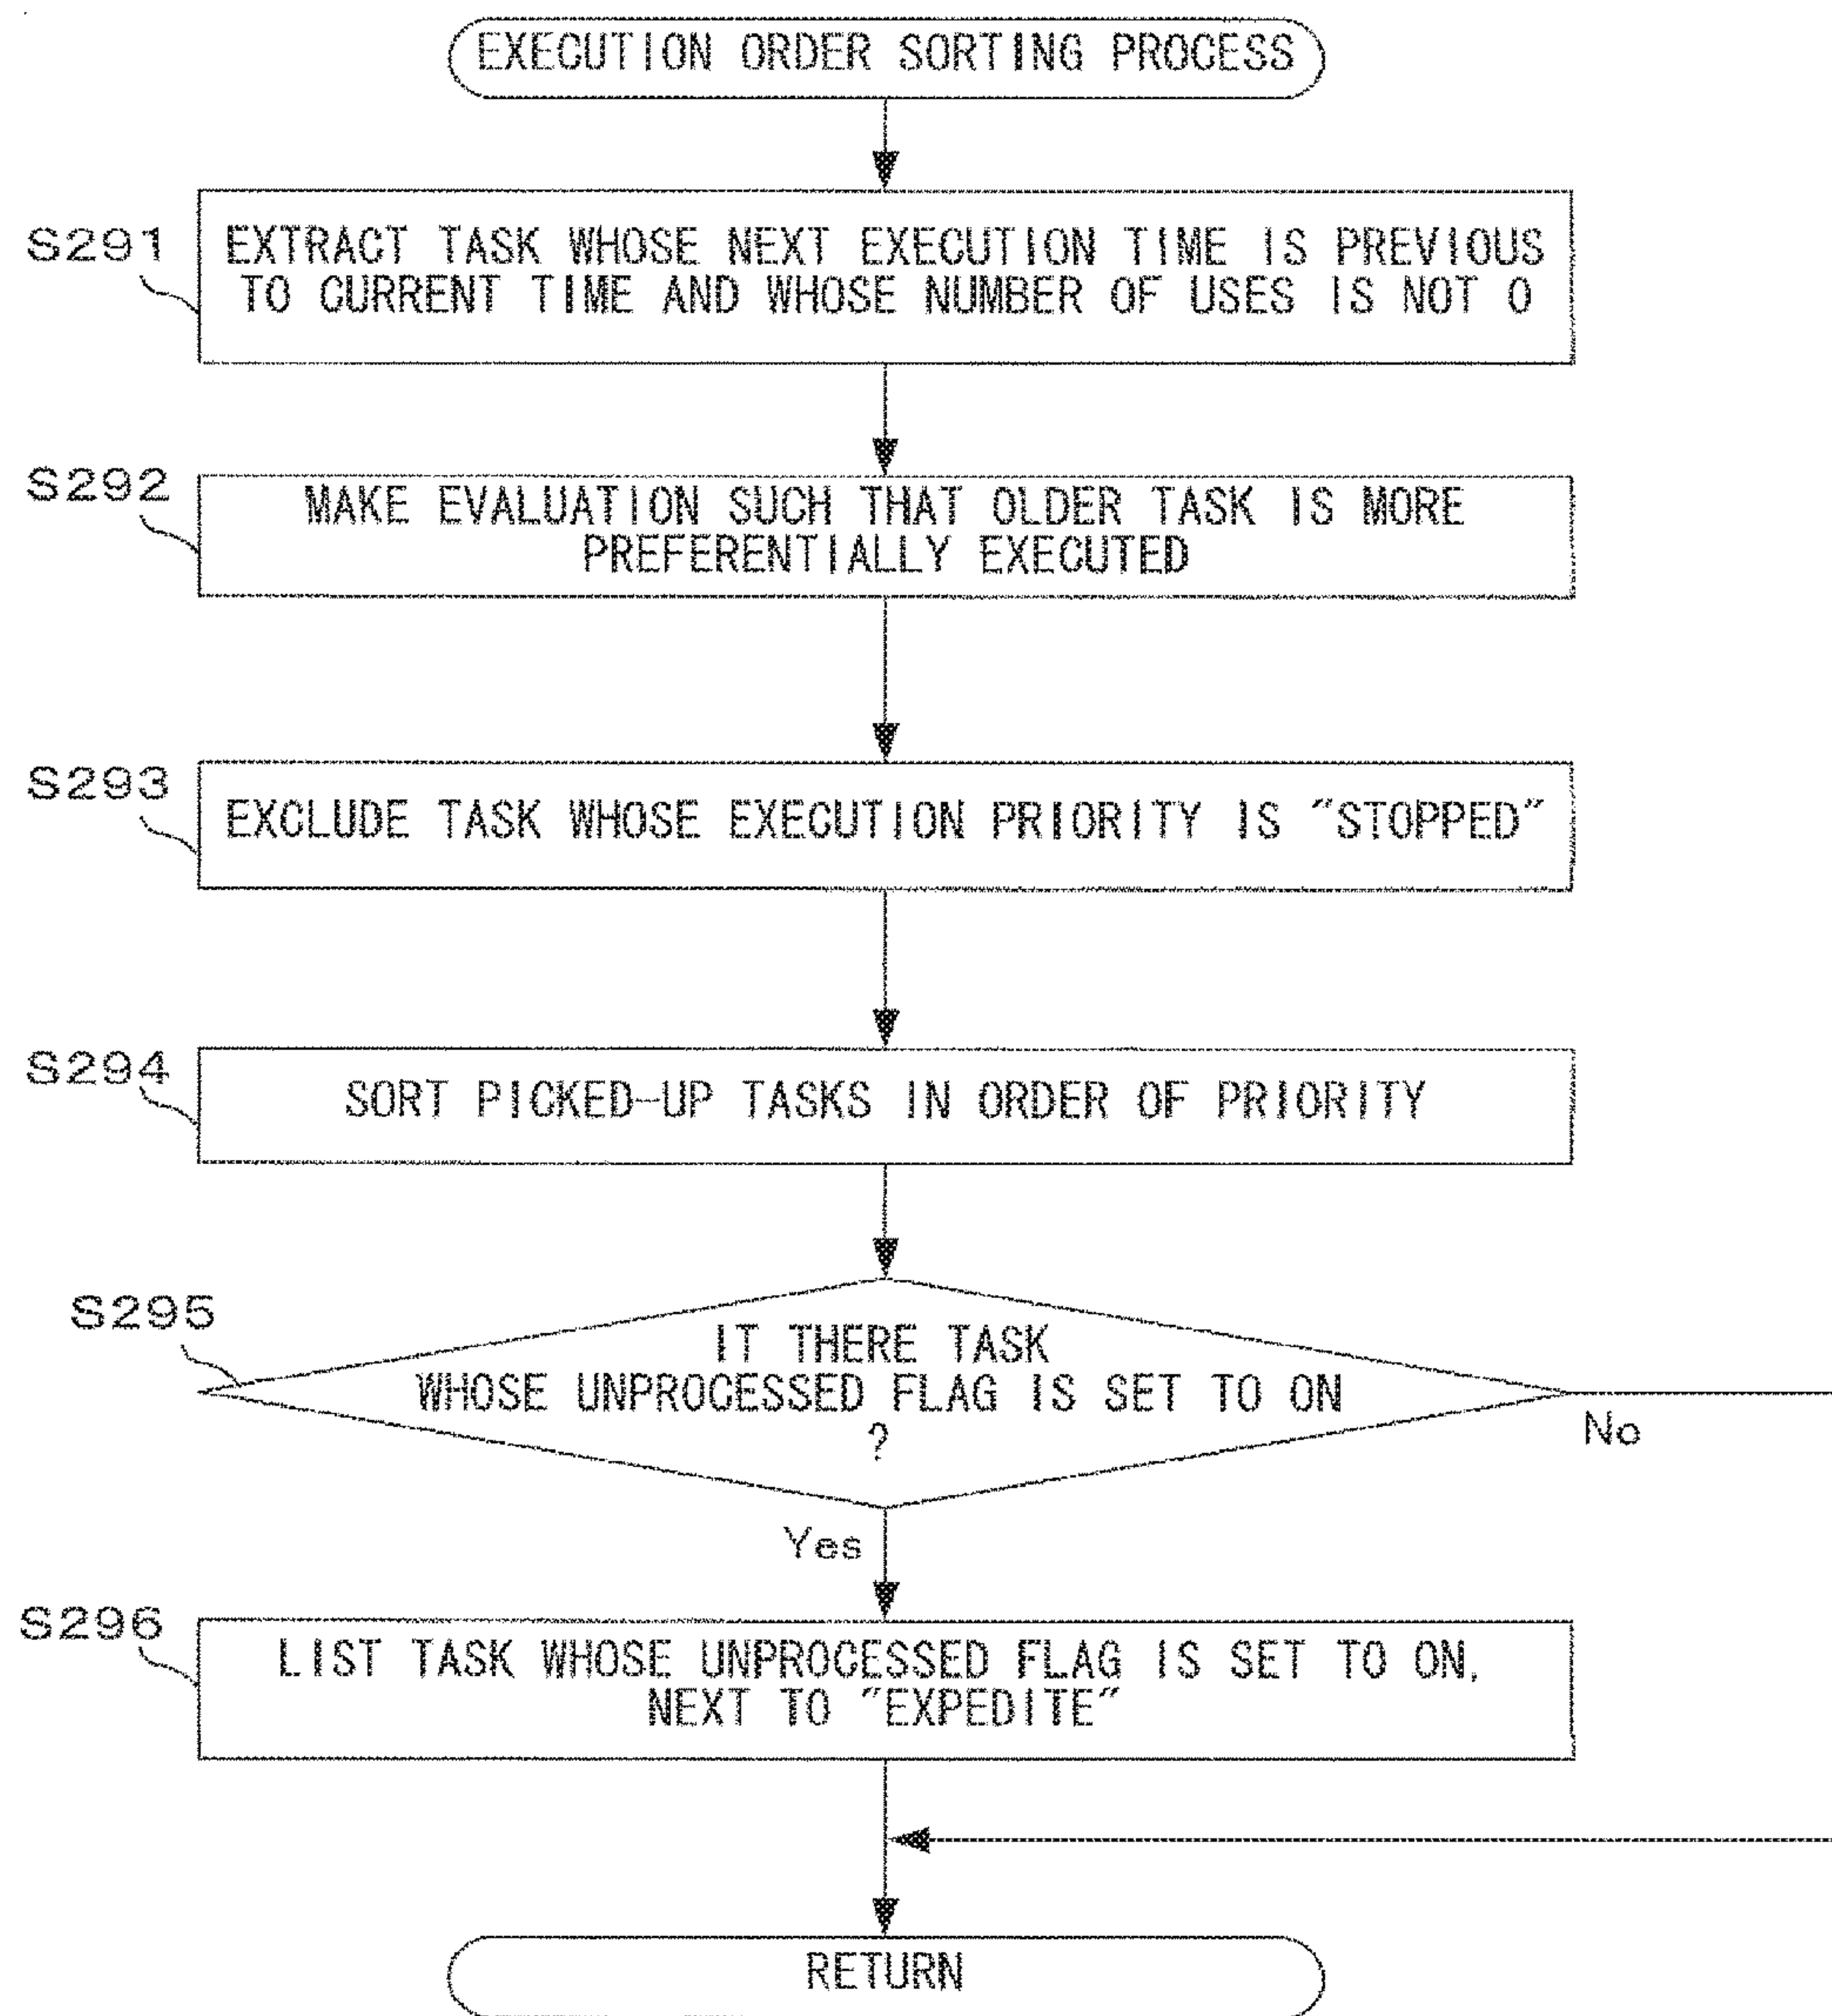 EXECUTION ORDER SORTING PROCESS
S291
EXTRACT TASK WHOSE NEXT EXECUTION TIME IS PREVIOUS
TO CURRENT TIME AND WHOSE NUMBER OF USES IS NOT 0
S292
MAKE EVALUATION SUCH THAT OLDER TASK IS MORE
PREFERENTIALLY EXECUTED
S293
EXCLUDE TASK WHOSE EXECUTION PRIORITY IS "STOPPED"
S294
SORT PICKED-UP TASKS IN ORDER OF PRIORITY
S295
IT THERE TASK
WHOSE UNPROCESSED FLAG IS SET TO ON
?
No
Yes
S296
LIST TASK WHOSE UNPROCESSED FLAG IS SET TO ON,
NEXT TO "EXPEDITE"
RETURN